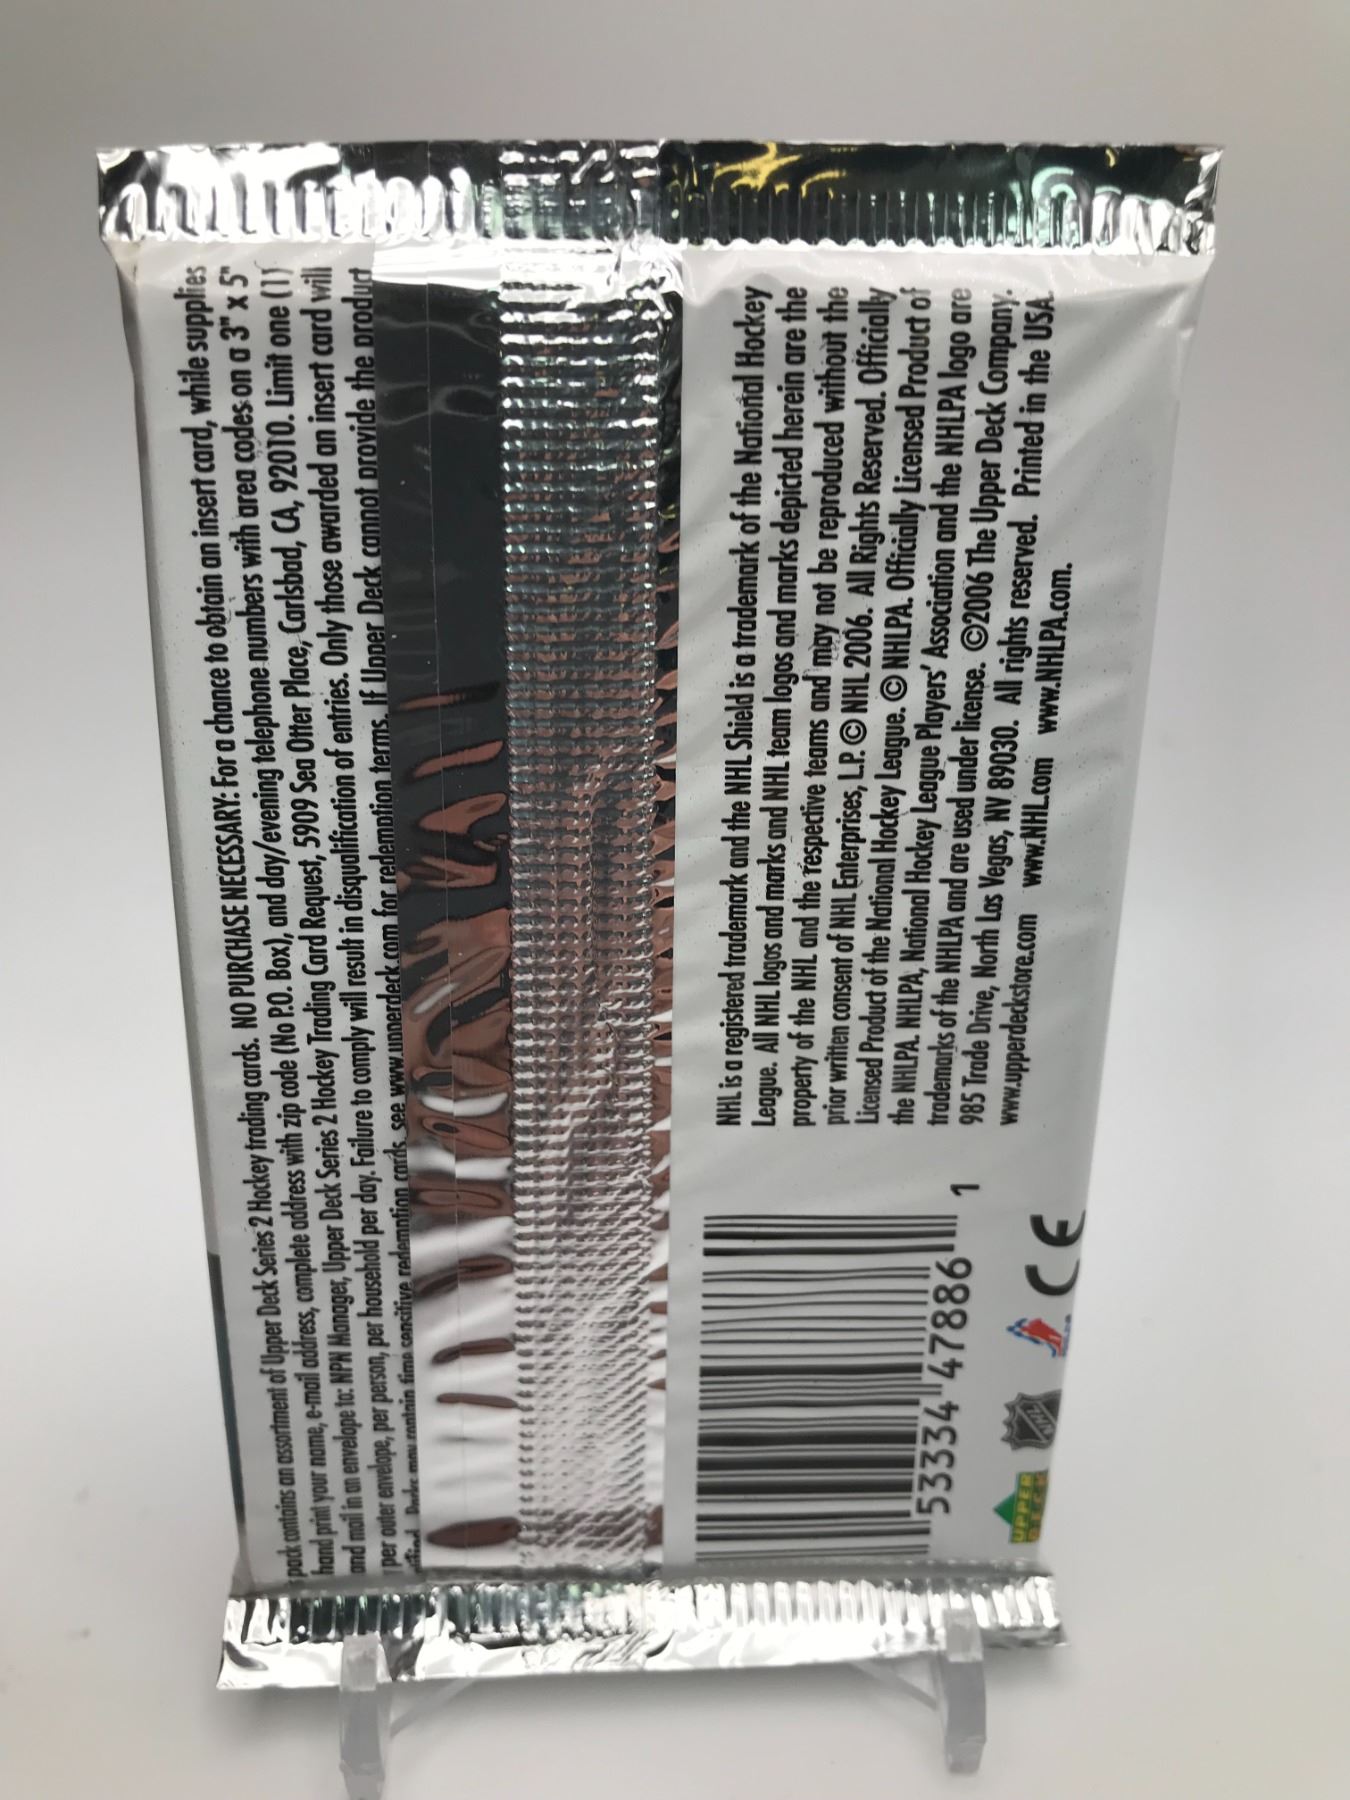 pack contains an assortment of Upper Deck Series 2 Hockey trading cards. NO PURCHASE NECESSARY: For a chance to obtain an insert card, while supplies
hand print your name, e-mail address, complete address with zip code (No P.O. Box), and day/evening telephone numbers with area codes on a 3" x 5"
and mail in an envelope to: NPN Manager, Upper Deck Series 2 Hockey Trading Card Request, 5909 Sea Otter Place, Carlsbad, CA, 92010. Limit one (1)
per outer envelope, per person, per household per day. Failure to comply will result in disqualification of entries. Only those awarded an insert card will
Packs may contain time sensitive redemption cards, see www.upperdeck.com for redemption terms. If Upper Deck cannot provide the product
NHL is a registered trademark and the NHL Shield is a trademark of the National Hockey
League. All NHL logos and marks and NHL team logos and marks depicted herein are the
property of the NHL and the respective teams and may not be reproduced without the
prior written consent of NHL Enterprises, L.P. © NHL 2006. All Rights Reserved. Officially
Licensed Product of the National Hockey League. © NHLPA. Officially Licensed Product of
the NHLPA. NHLPA, National Hockey League Players' Association and the NHLPA logo are
trademarks of the NHLPA and are used under license. ©2006 The Upper Deck Company.
985 Trade Drive, North Las Vegas, NV 89030. All rights reserved. Printed in the USA.
www.upperdeckstore.com www.NHL.com www.NHLPA.com.
53334 47886 1
UPPER
DECK
NHL
CE